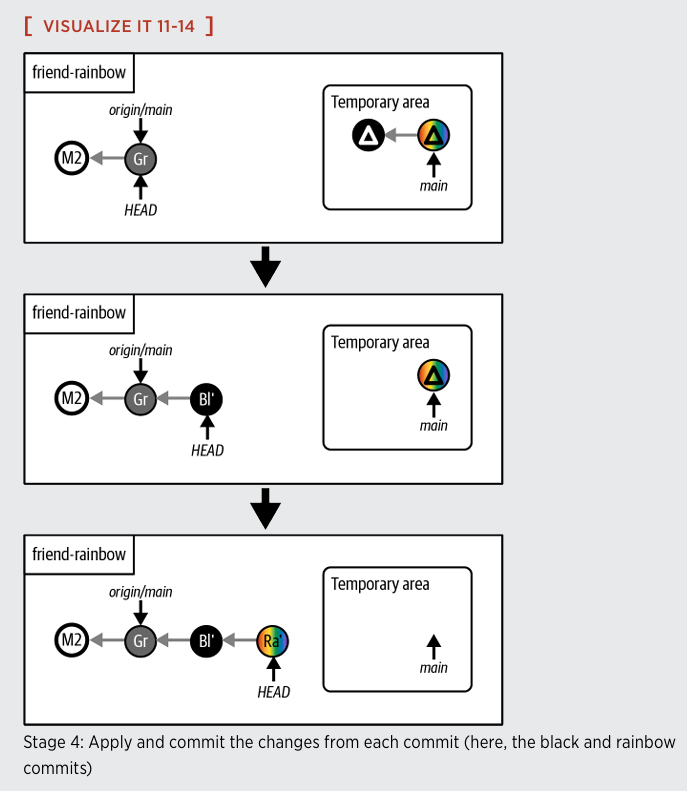 [ VISUALIZE IT 11-14 ]
friend-rainbow
origin/main
M2
Gr
HEAD
Temporary area
main
friend-rainbow
origin/main
M2
Gr
Bl'
HEAD
Temporary area
main
friend-rainbow
origin/main
M2
Gr
Bl'
Ra'
HEAD
Temporary area
main
Stage 4: Apply and commit the changes from each commit (here, the black and rainbow
commits)